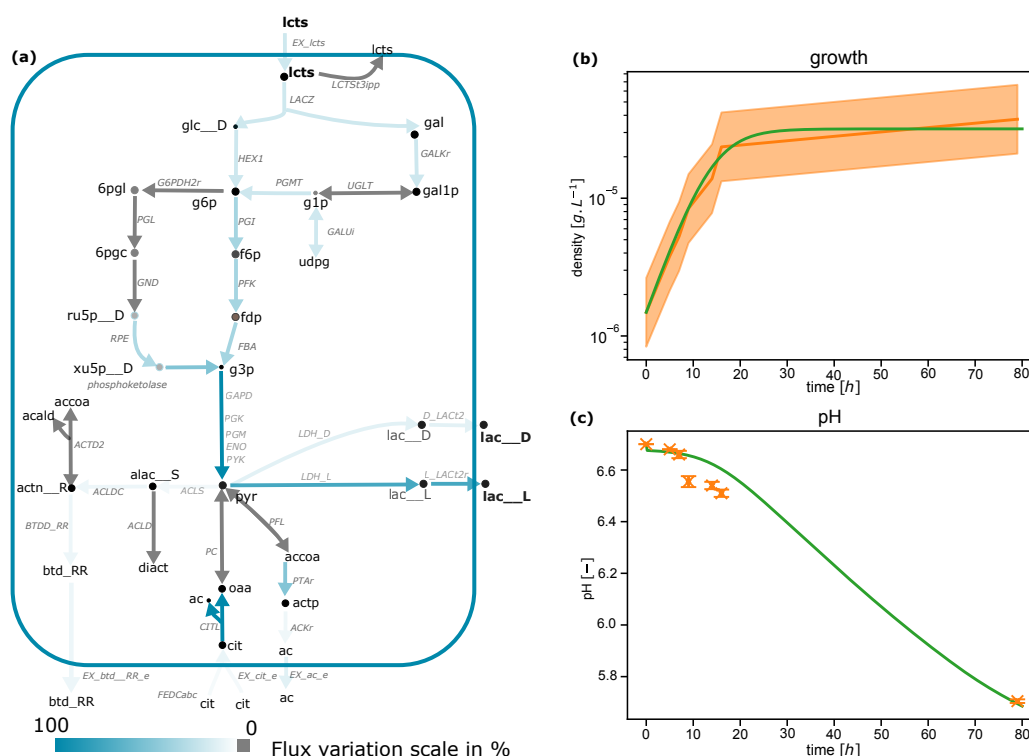 (a)
lcts
EX_lcts
lcts
lcts
LCTSt3ipp
LACZ
glc__D
gal
HEX1
GALKr
6pgl
G6PDH2r
g6p
PGMT
g1p
UGLT
gal1p
PGL
PGI
GALUi
6pgc
f6p
udpg
GND
PFK
ru5p__D
fdp
RPE
FBA
xu5p__D
g3p
phosphoketolase
GAPD
PGK
PGM
ENO
PYK
acald
accoa
ACTD2
LDH_D
lac__D
D_LACt2
lac__D
actn__R
ACLDC
alac__S
ACLS
pyr
LDH_L
lac__L
L_LACt2r
lac__L
BTDD_RR
ACLD
PC
PFL
btd_RR
diact
accoa
PTAr
ac
oaa
actp
CITL
ACKr
cit
ac
EX_btd__RR_e
FEDCabc
EX_cit_e
EX_ac_e
btd_RR
cit
cit
ac
100
0
Flux variation scale in %
(b)
growth
density [g.L⁻¹]
10⁻⁵
10⁻⁶
0 10 20 30 40 50 60 70 80
time [h]
(c)
pH
pH [−]
6.6
6.4
6.2
6.0
5.8
0 10 20 30 40 50 60 70 80
time [h]